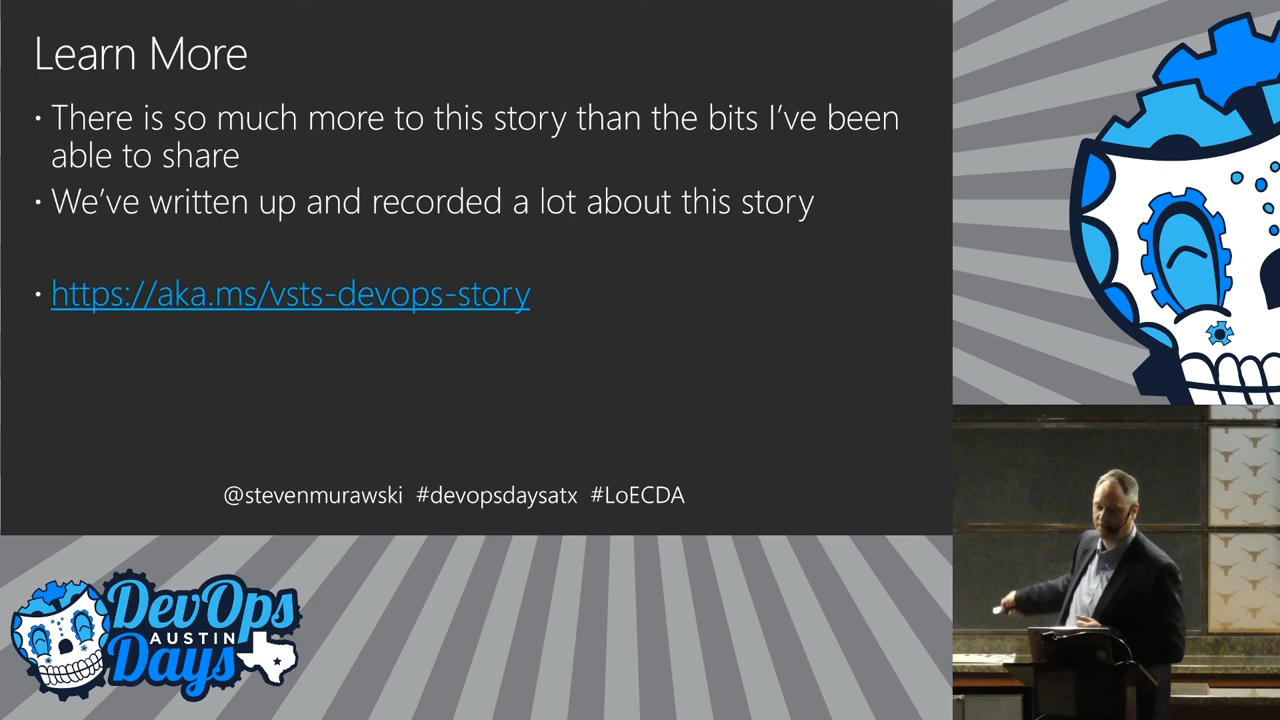 Learn More
• There is so much more to this story than the bits I've been
able to share
• We've written up and recorded a lot about this story
• https://aka.ms/vsts-devops-story
@stevenmurawski #devopsdaysatx #LoECDA
DevOps
AUSTIN
Days